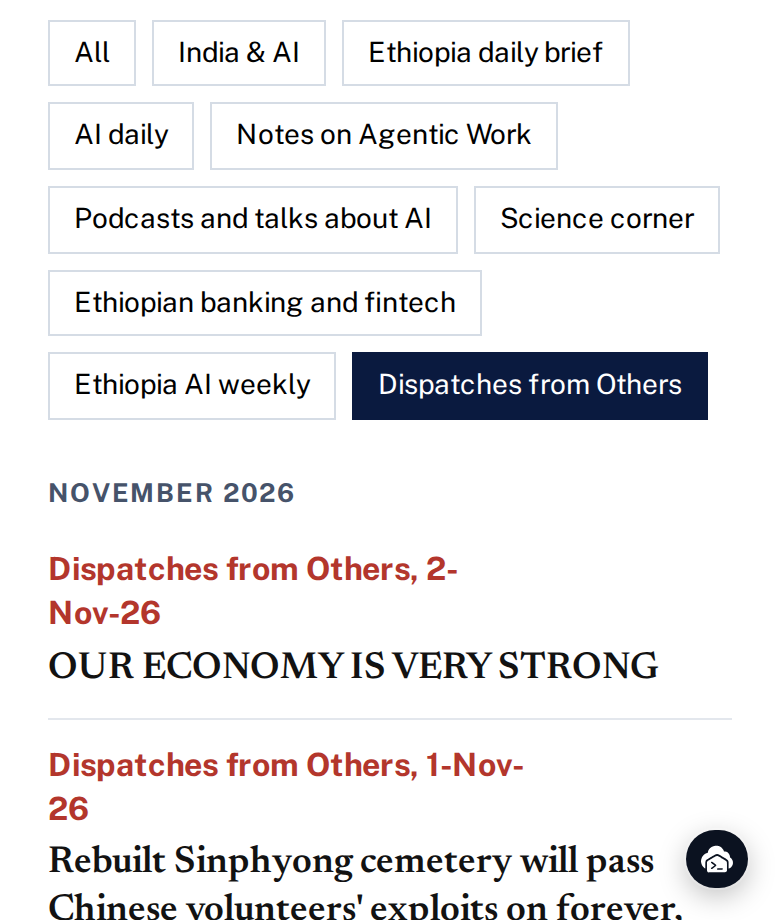 All India & AI Ethiopia daily brief
AI daily Notes on Agentic Work
Podcasts and talks about AI Science corner
Ethiopian banking and fintech
Ethiopia AI weekly Dispatches from Others
NOVEMBER 2026
Dispatches from Others, 2-
Nov-26
OUR ECONOMY IS VERY STRONG
Dispatches from Others, 1-Nov-
26
Rebuilt Sinphyong cemetery will pass
Chinese volunteers' exploits on forever,